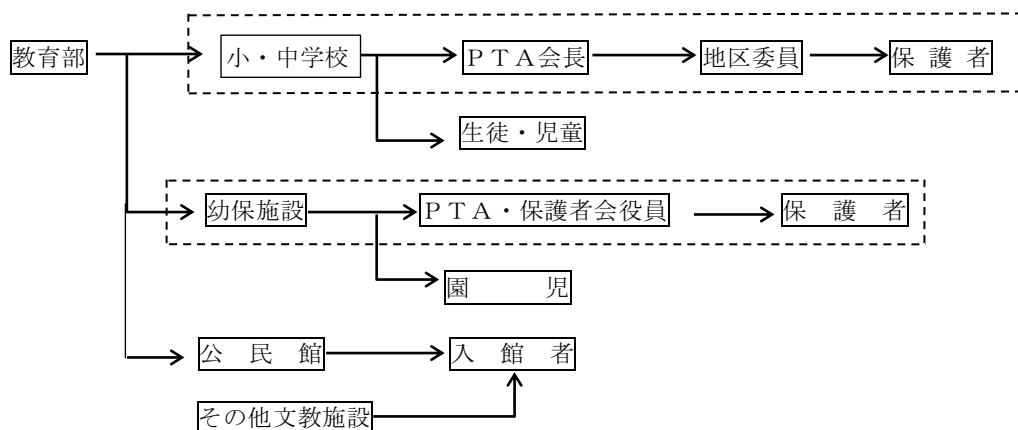 教育部 小・中学校 ＰＴＡ会長 地区委員 保護者
生徒・児童
幼保施設 ＰＴＡ・保護者会役員 保護者
園児
公民館 入館者
その他文教施設